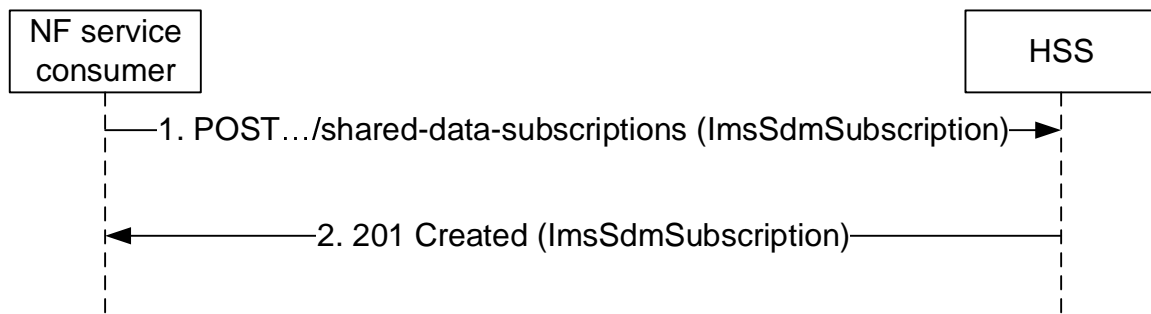 NF service
consumer
HSS
1. POST…/shared-data-subscriptions (ImsSdmSubscription)
2. 201 Created (ImsSdmSubscription)